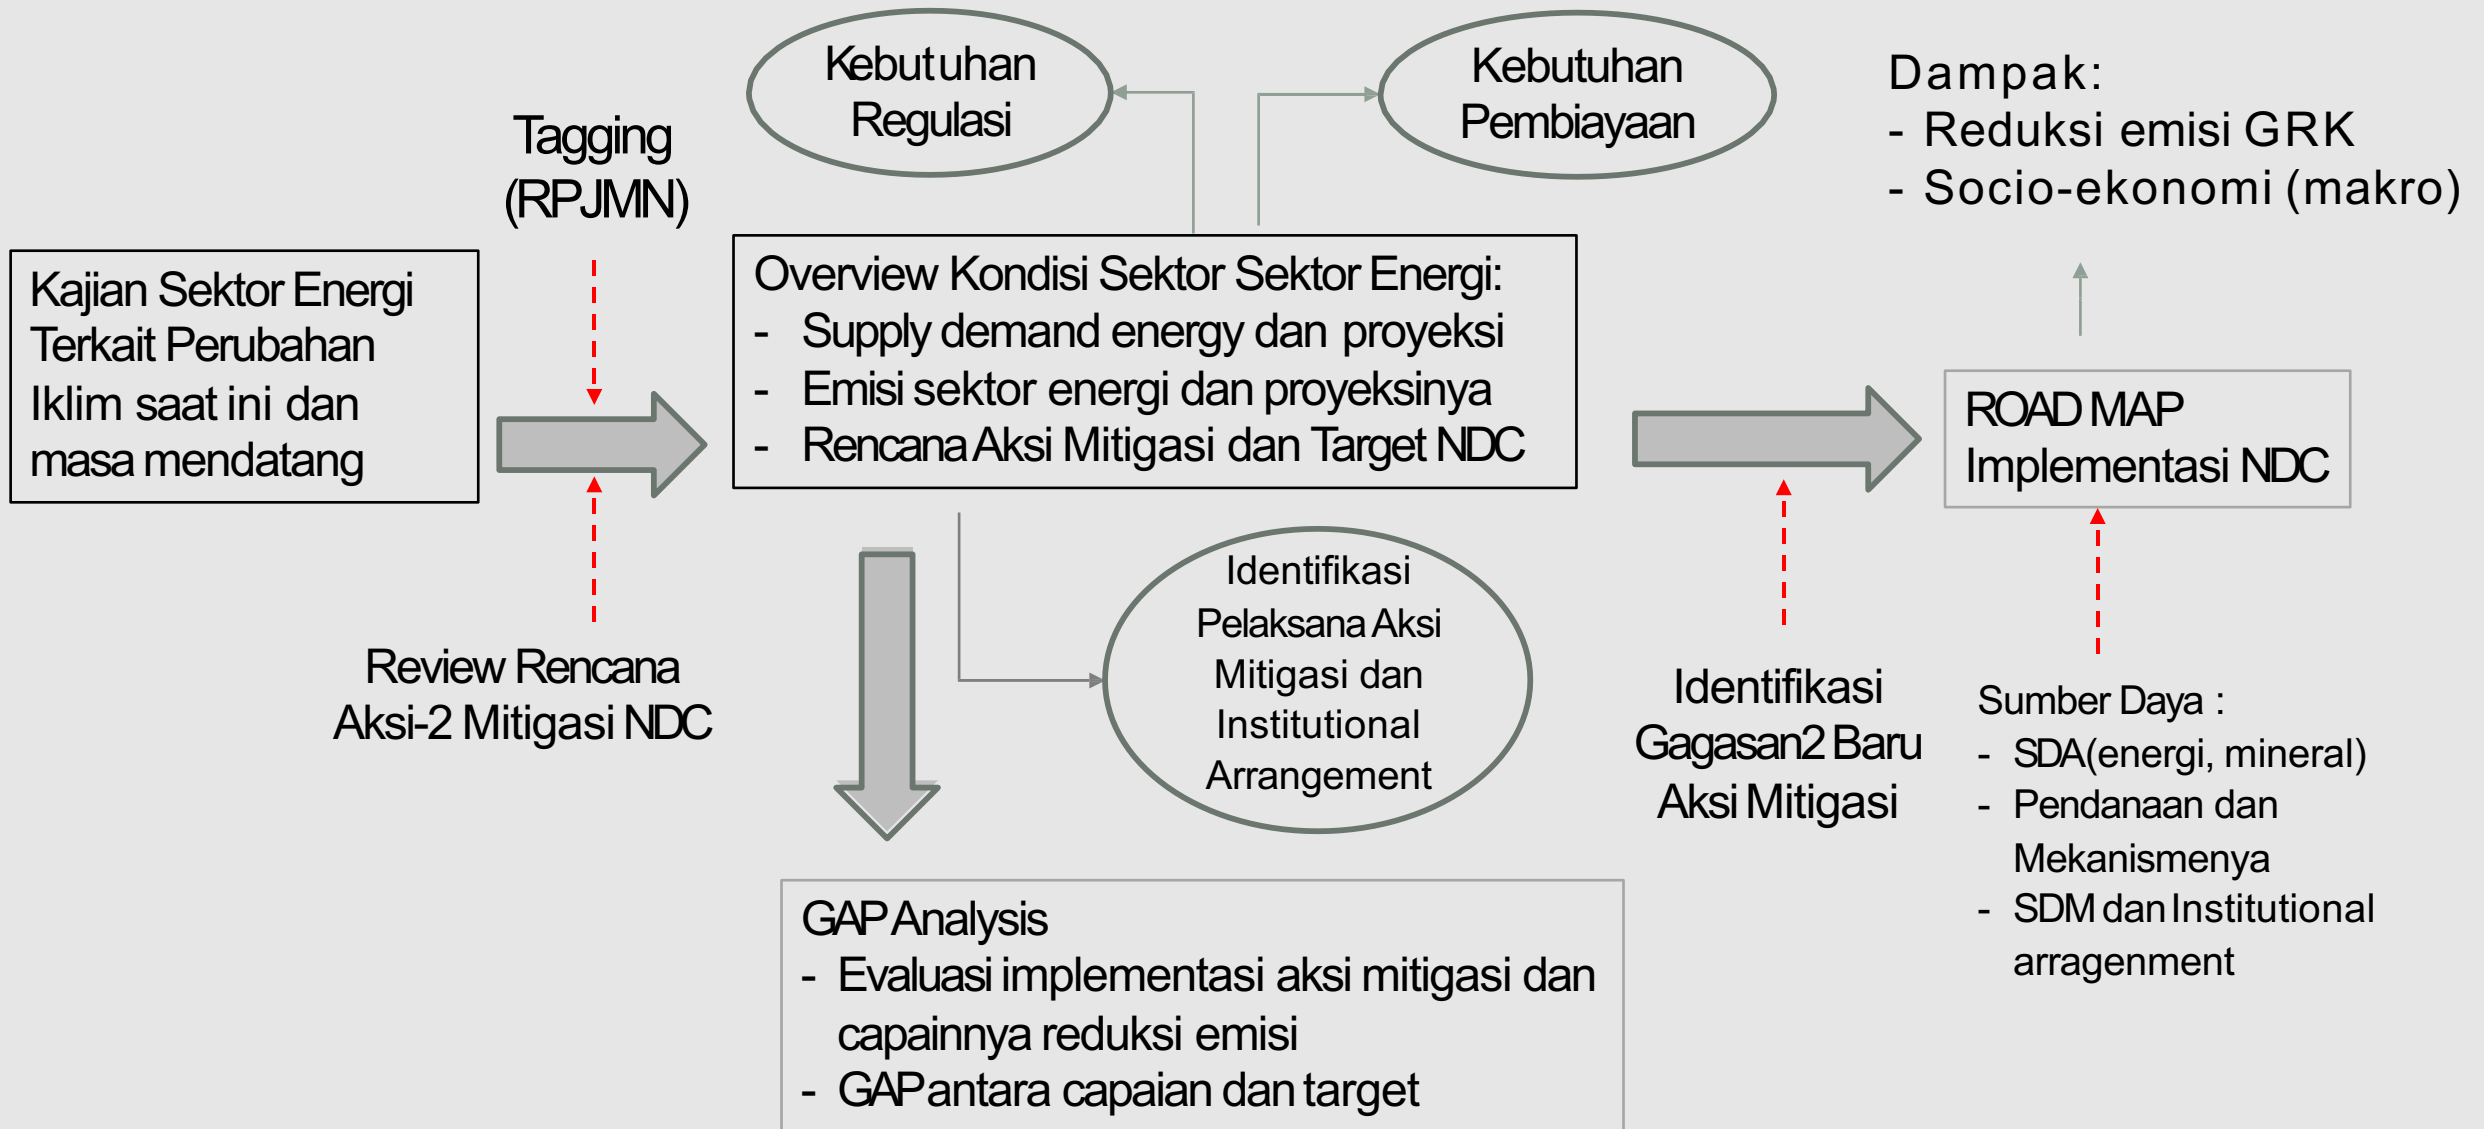 Kebutuhan
Regulasi
Kebutuhan
Pembiayaan
Dampak:
- Reduksi emisi GRK
- Socio-ekonomi (makro)
Tagging
(RPJMN)
Kajian Sektor Energi
Terkait Perubahan
Iklim saat ini dan
masa mendatang
Overview Kondisi Sektor Sektor Energi:
- Supply demand energy dan proyeksi
- Emisi sektor energi dan proyeksinya
- Rencana Aksi Mitigasi dan Target NDC
ROAD MAP
Implementasi NDC
Review Rencana
Aksi-2 Mitigasi NDC
Identifikasi
Pelaksana Aksi
Mitigasi dan
Institutional
Arrangement
Identifikasi
Gagasan2 Baru
Aksi Mitigasi
Sumber Daya :
- SDA(energi, mineral)
- Pendanaan dan
Mekanismenya
- SDM dan Institutional
arragenment
GAP Analysis
- Evaluasi implementasi aksi mitigasi dan
capainnya reduksi emisi
- GAP antara capaian dan target